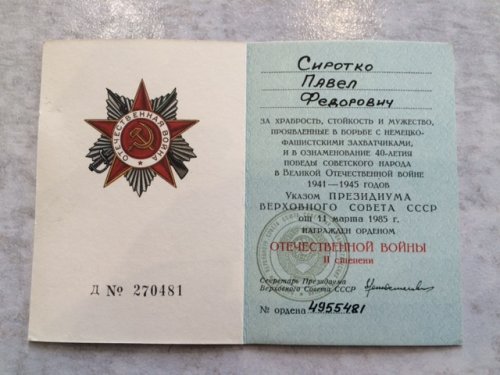 ОТЕЧЕСТВЕННАЯ ВОЙНА
Д № 270481
Сиротко
Павел
Федорович
ЗА ХРАБРОСТЬ, СТОЙКОСТЬ И МУЖЕСТВО,
ПРОЯВЛЕННЫЕ В БОРЬБЕ С НЕМЕЦКО-
ФАШИСТСКИМИ ЗАХВАТЧИКАМИ,
И В ОЗНАМЕНОВАНИЕ 40-ЛЕТИЯ
ПОБЕДЫ СОВЕТСКОГО НАРОДА
В ВЕЛИКОЙ ОТЕЧЕСТВЕННОЙ ВОЙНЕ
1941—1945 ГОДОВ
Указом ПРЕЗИДИУМА
ВЕРХОВНОГО СОВЕТА СССР
от 11 марта 1985 г.
НАГРАЖДЕН ОРДЕНОМ
ОТЕЧЕСТВЕННОЙ ВОЙНЫ
II степени
Секретарь Президиума
Верховного Совета СССР
№ ордена 4955481